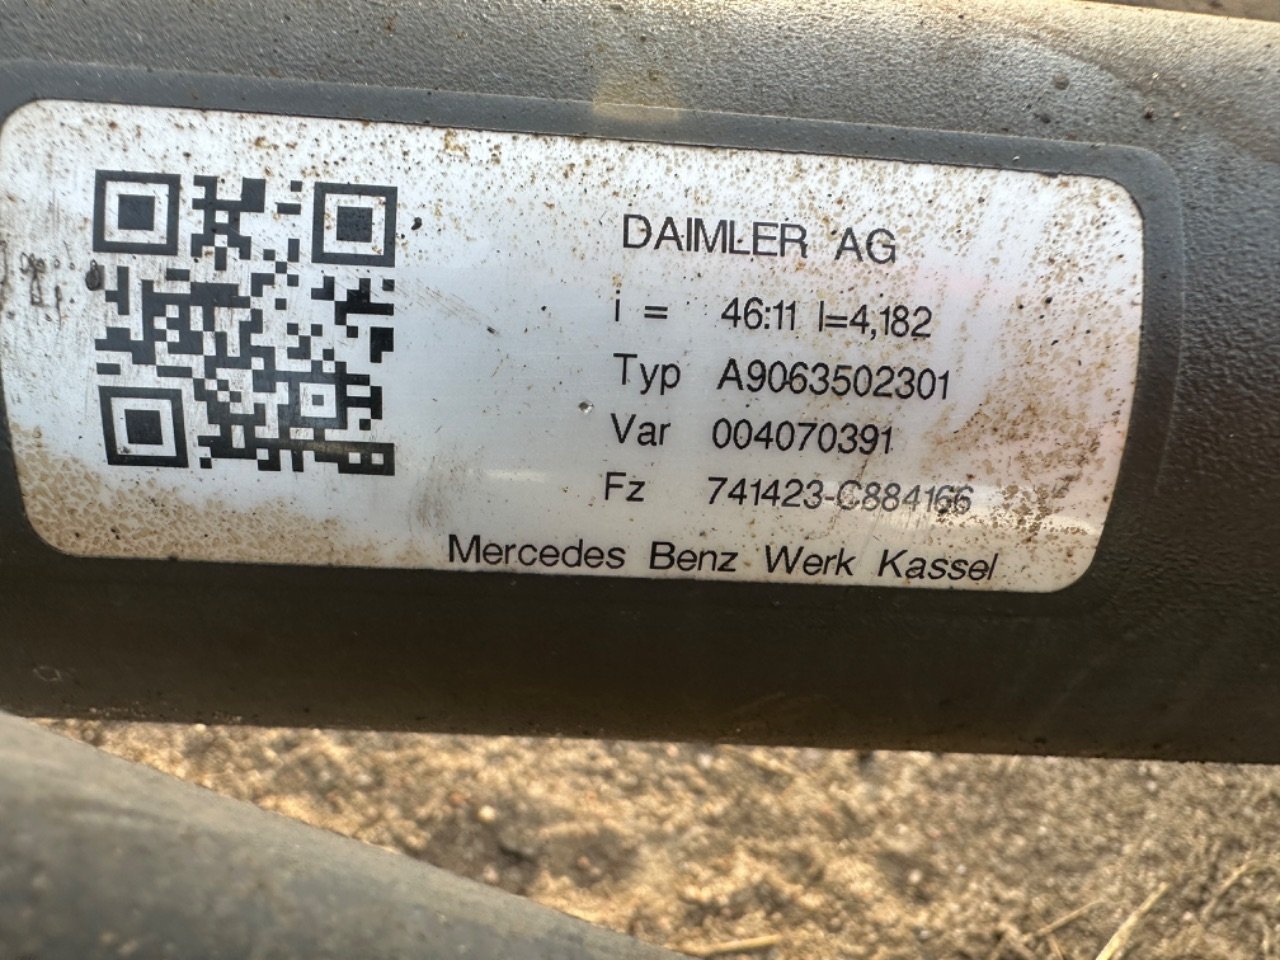 DAIMLER AG
i = 46:11 I=4,182
Typ A9063502301
Var 004070391
Fz 741423-C884166
Mercedes Benz Werk Kassel